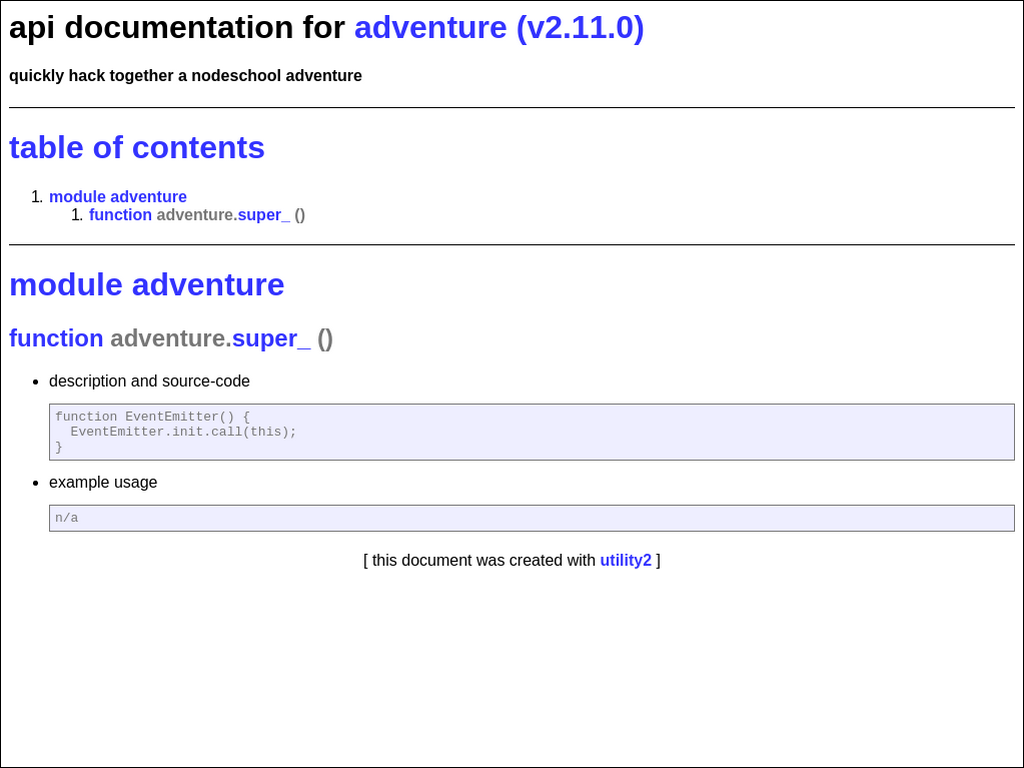 api documentation for adventure (v2.11.0)
quickly hack together a nodeschool adventure
table of contents
1. module adventure
1. function adventure.super_ ()
module adventure
function adventure.super_ ()
• description and source-code
function EventEmitter() {
  EventEmitter.init.call(this);
}
• example usage
n/a
[ this document was created with utility2 ]